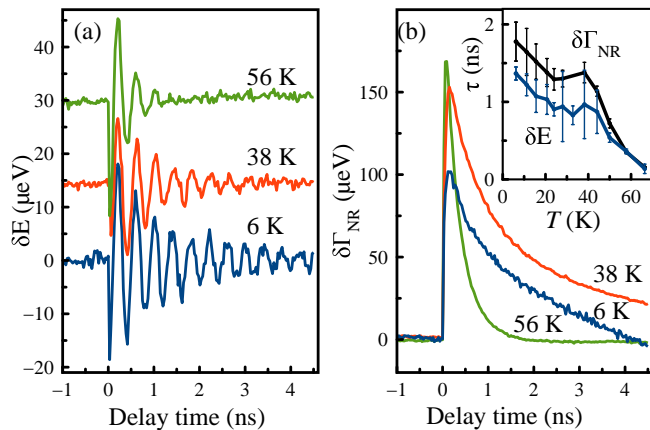 (a)
56 K
38 K
6 K
δE (μeV)
40
30
20
10
0
−10
−20
−1 0 1 2 3 4
Delay time (ns)
(b)
38 K
6 K
56 K
δΓNR (μeV)
150
100
50
0
−1 0 1 2 3 4
Delay time (ns)
τ (ns)
2
1
0
δΓNR
δE
0 20 40 60
T (K)